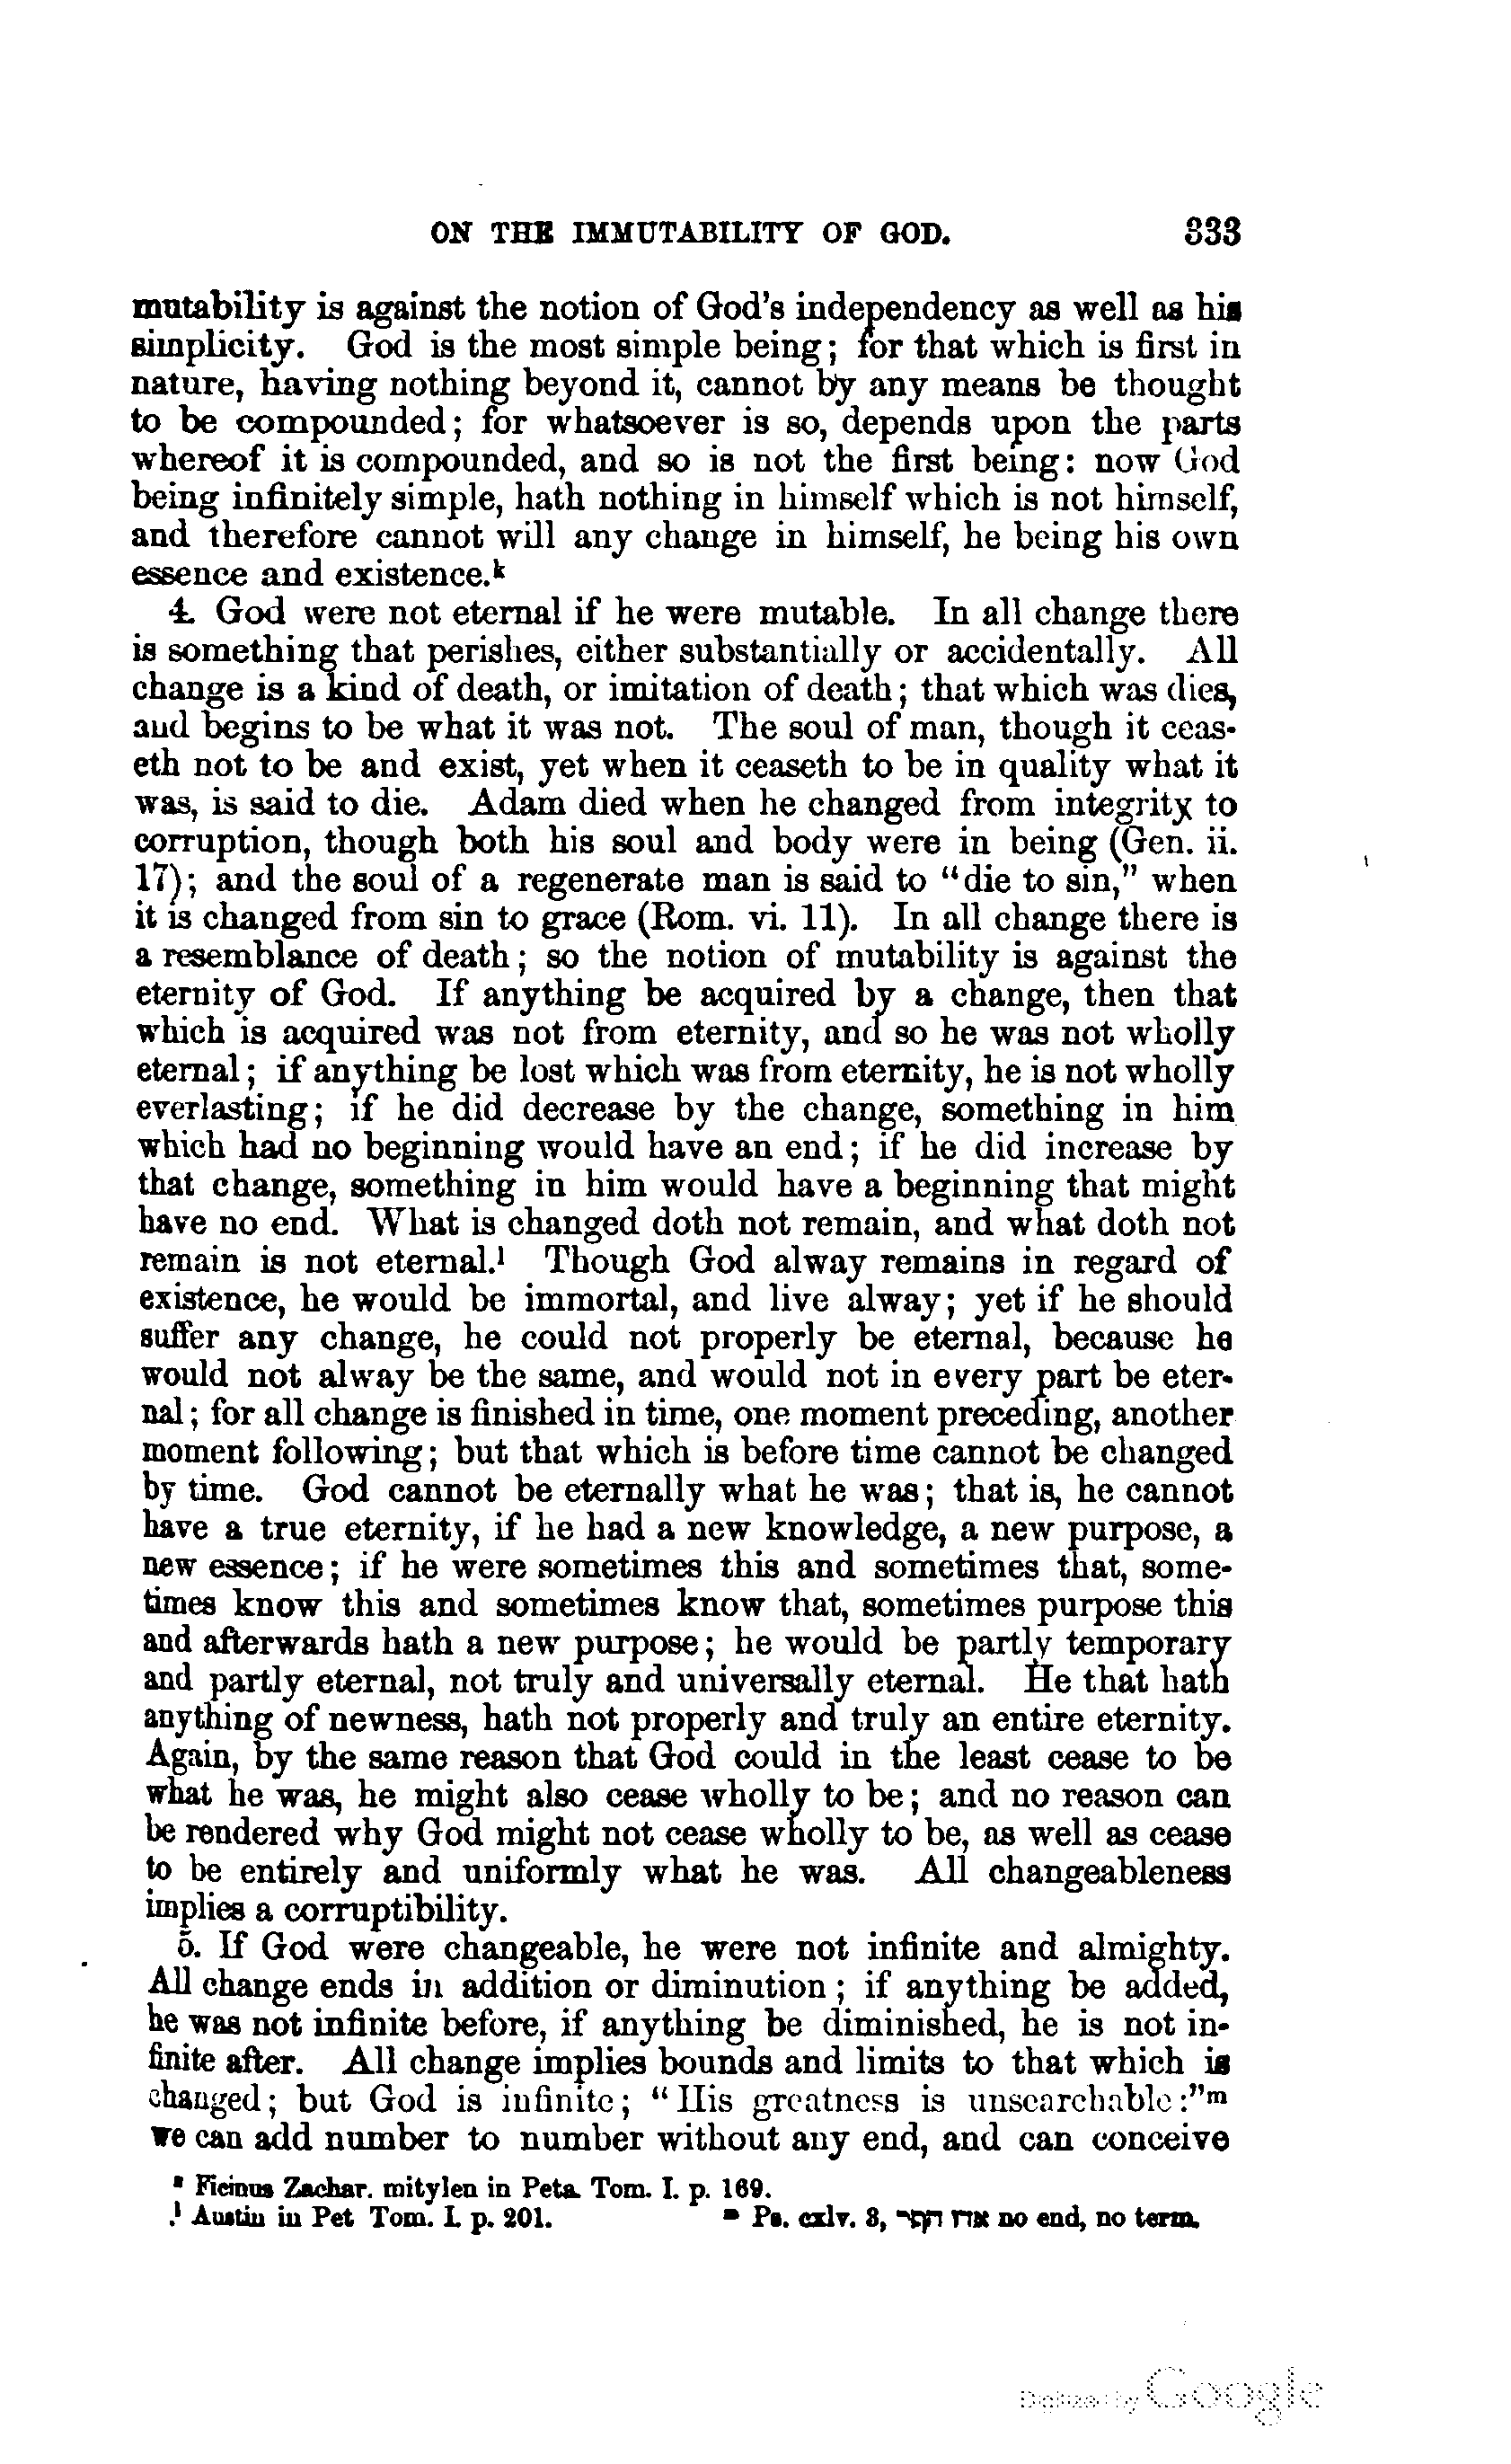 ON THE IMMUTABILITY OF GOD. 333
mutability is against the notion of God's independency as well as his
simplicity. God is the most simple being; for that which is first in
nature, having nothing beyond it, cannot by any means be thought
to be compounded; for whatsoever is so, depends upon the parts
whereof it is compounded, and so is not the first being: now God
being infinitely simple, hath nothing in himself which is not himself,
and therefore cannot will any change in himself, he being his own
essence and existence.k
4. God were not eternal if he were mutable. In all change there
is something that perishes, either substantially or accidentally. All
change is a kind of death, or imitation of death; that which was dies,
and begins to be what it was not. The soul of man, though it ceas-
eth not to be and exist, yet when it ceaseth to be in quality what it
was, is said to die. Adam died when he changed from integrity to
corruption, though both his soul and body were in being (Gen. ii.
17); and the soul of a regenerate man is said to "die to sin," when
it is changed from sin to grace (Rom. vi. 11). In all change there is
a resemblance of death; so the notion of mutability is against the
eternity of God. If anything be acquired by a change, then that
which is acquired was not from eternity, and so he was not wholly
eternal; if anything be lost which was from eternity, he is not wholly
everlasting; if he did decrease by the change, something in him
which had no beginning would have an end; if he did increase by
that change, something in him would have a beginning that might
have no end. What is changed doth not remain, and what doth not
remain is not eternal.l Though God alway remains in regard of
existence, he would be immortal, and live alway; yet if he should
suffer any change, he could not properly be eternal, because he
would not alway be the same, and would not in every part be eter-
nal; for all change is finished in time, one moment preceding, another
moment following; but that which is before time cannot be changed
by time. God cannot be eternally what he was; that is, he cannot
have a true eternity, if he had a new knowledge, a new purpose, a
new essence; if he were sometimes this and sometimes that, some-
times know this and sometimes know that, sometimes purpose this
and afterwards hath a new purpose; he would be partly temporary
and partly eternal, not truly and universally eternal. He that hath
anything of newness, hath not properly and truly an entire eternity.
Again, by the same reason that God could in the least cease to be
what he was, he might also cease wholly to be; and no reason can
be rendered why God might not cease wholly to be, as well as cease
to be entirely and uniformly what he was. All changeableness
implies a corruptibility.
5. If God were changeable, he were not infinite and almighty.
All change ends in addition or diminution; if anything be added,
he was not infinite before, if anything be diminished, he is not in-
finite after. All change implies bounds and limits to that which is
changed; but God is infinite; "His greatness is unsearchable:"m
we can add number to number without any end, and can conceive
k Ficinus Zachar. mitylen in Peta. Tom. I. p. 169.
l Austin in Pet Tom. I. p. 201. m Ps. cxlv. 3, no end, no term.
Digitized by Google